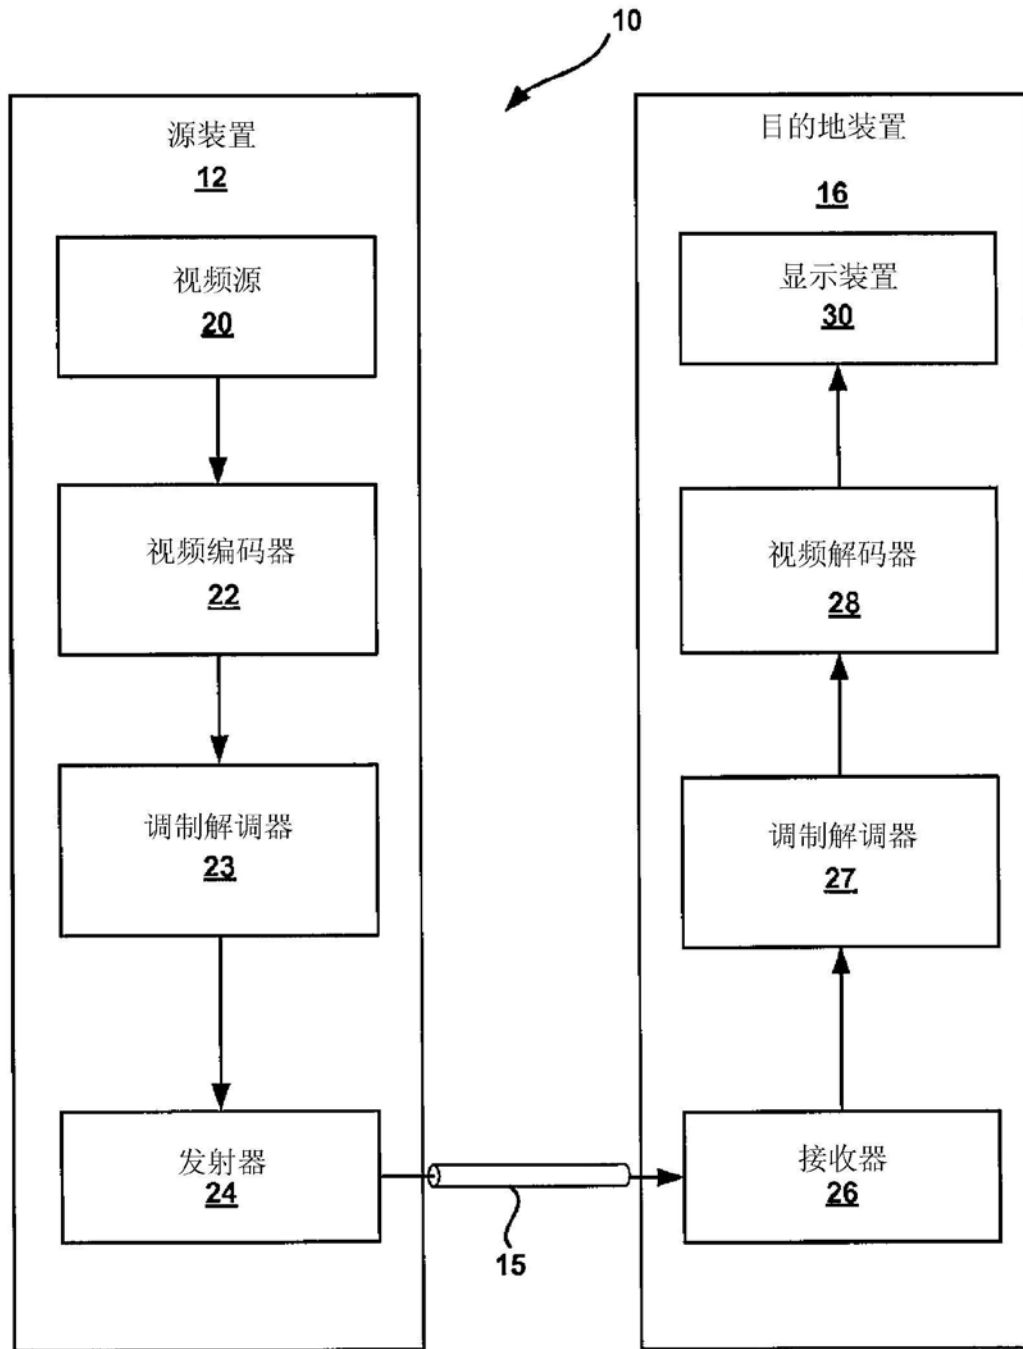 10
源装置
12
视频源
20
视频编码器
22
调制解调器
23
发射器
24
15
目的地装置
16
显示装置
30
视频解码器
28
调制解调器
27
接收器
26